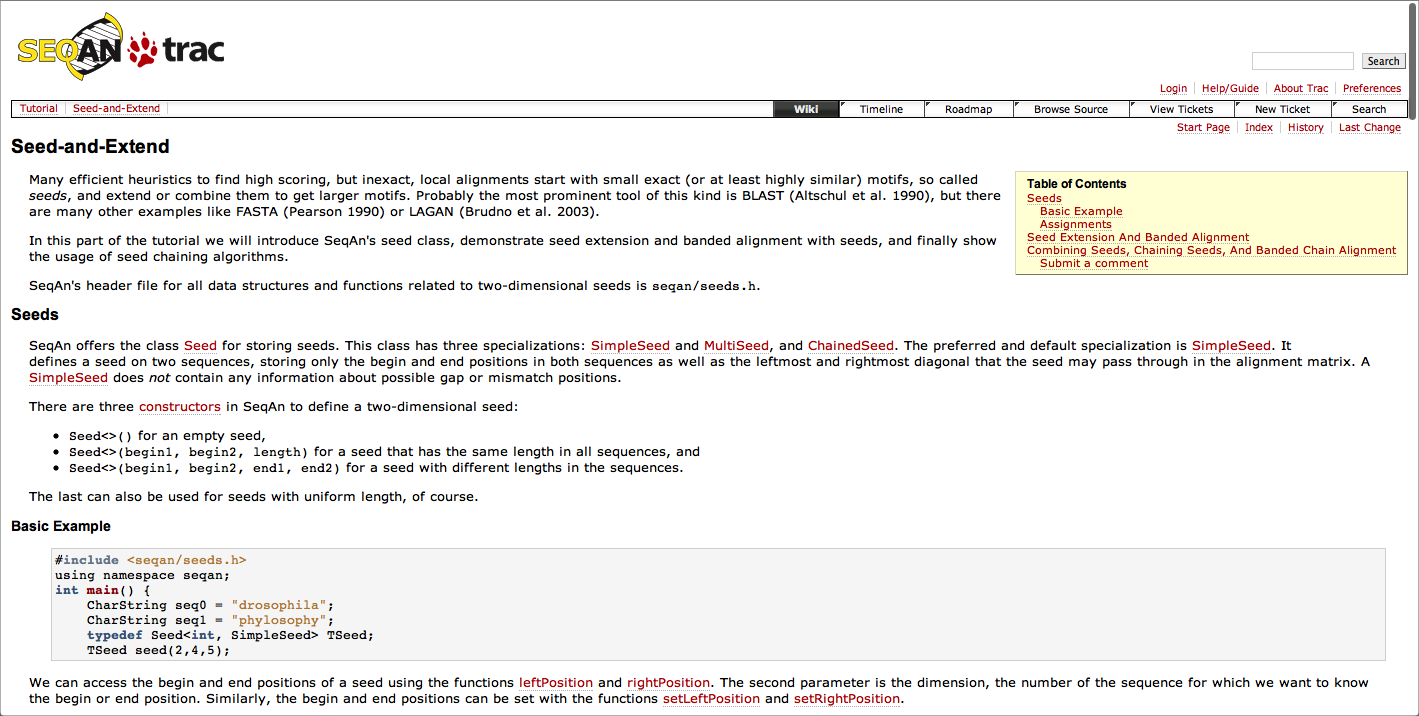 SEQAN trac
Search
Login Help/Guide About Trac Preferences
Tutorial Seed-and-Extend Wiki Timeline Roadmap Browse Source View Tickets New Ticket Search
Start Page Index History Last Change
Seed-and-Extend
Many efficient heuristics to find high scoring, but inexact, local alignments start with small exact (or at least highly similar) motifs, so called
seeds, and extend or combine them to get larger motifs. Probably the most prominent tool of this kind is BLAST (Altschul et al. 1990), but there
are many other examples like FASTA (Pearson 1990) or LAGAN (Brudno et al. 2003).
In this part of the tutorial we will introduce SeqAn's seed class, demonstrate seed extension and banded alignment with seeds, and finally show
the usage of seed chaining algorithms.
SeqAn's header file for all data structures and functions related to two-dimensional seeds is seqan/seeds.h.
Table of Contents
Seeds
Basic Example
Assignments
Seed Extension And Banded Alignment
Combining Seeds, Chaining Seeds, And Banded Chain Alignment
Submit a comment
Seeds
SeqAn offers the class Seed for storing seeds. This class has three specializations: SimpleSeed and MultiSeed, and ChainedSeed. The preferred and default specialization is SimpleSeed. It
defines a seed on two sequences, storing only the begin and end positions in both sequences as well as the leftmost and rightmost diagonal that the seed may pass through in the alignment matrix. A
SimpleSeed does not contain any information about possible gap or mismatch positions.
There are three constructors in SeqAn to define a two-dimensional seed:
• Seed<>() for an empty seed,
• Seed<>(begin1, begin2, length) for a seed that has the same length in all sequences, and
• Seed<>(begin1, begin2, end1, end2) for a seed with different lengths in the sequences.
The last can also be used for seeds with uniform length, of course.
Basic Example
#include <seqan/seeds.h>
using namespace seqan;
int main() {
    CharString seq0 = "drosophila";
    CharString seq1 = "phylosophy";
    typedef Seed<int, SimpleSeed> TSeed;
    TSeed seed(2,4,5);
We can access the begin and end positions of a seed using the functions leftPosition and rightPosition. The second parameter is the dimension, the number of the sequence for which we want to know
the begin or end position. Similarly, the begin and end positions can be set with the functions setLeftPosition and setRightPosition.